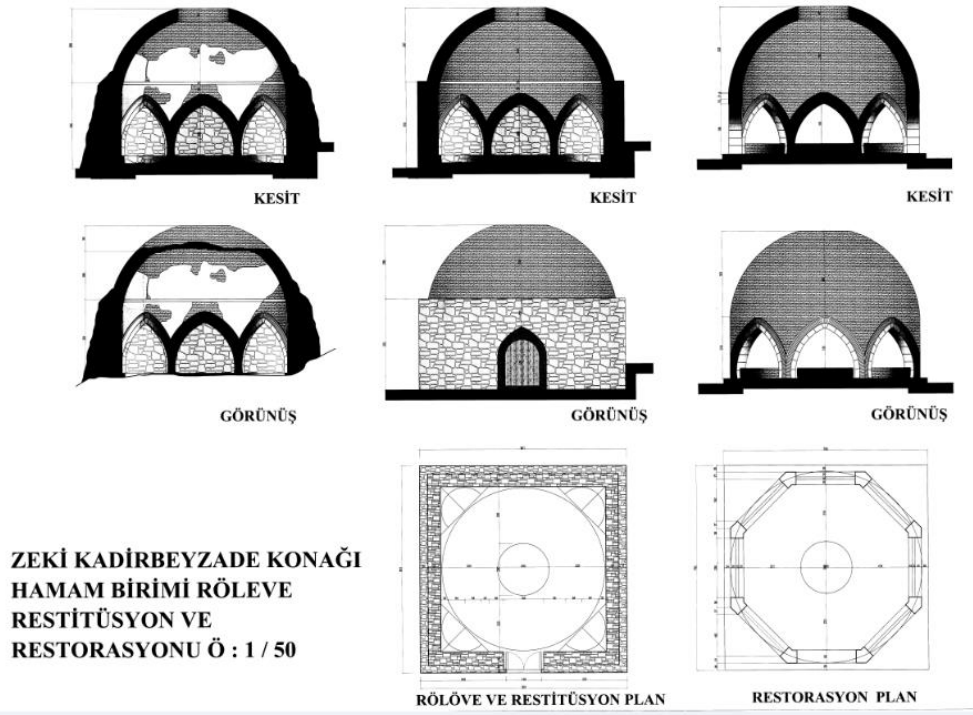 KESİT
KESİT
KESİT
GÖRÜNÜŞ
GÖRÜNÜŞ
GÖRÜNÜŞ
ZEKİ KADİRBEYZADE KONAĞI
HAMAM BİRİMİ RÖLEVE
RESTİTÜSYON VE
RESTORASYONU Ö : 1 / 50
RÖLÖVE VE RESTİTÜSYON PLAN
RESTORASYON PLAN